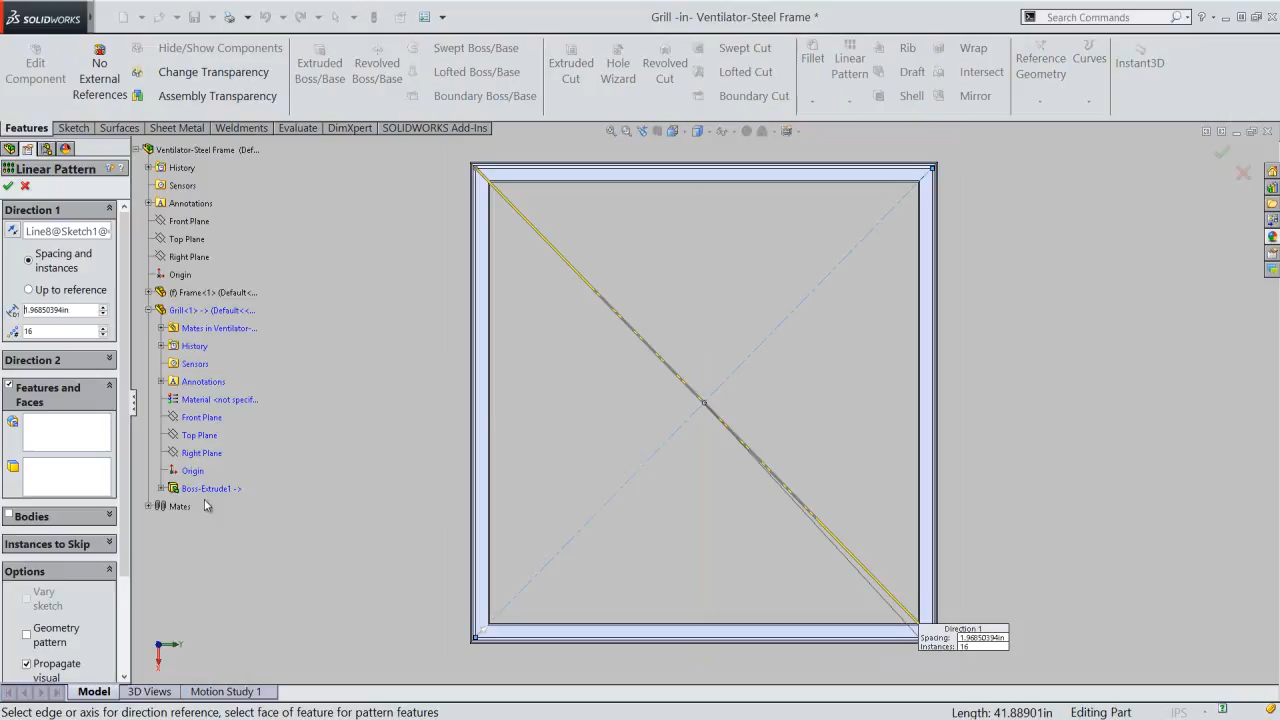 SOLIDWORKS
Grill -in- Ventilator-Steel Frame *
Search Commands
Edit Component
No External References
Hide/Show Components
Change Transparency
Assembly Transparency
Extruded Boss/Base
Revolved Boss/Base
Swept Boss/Base
Lofted Boss/Base
Boundary Boss/Base
Extruded Cut
Hole Wizard
Revolved Cut
Swept Cut
Lofted Cut
Boundary Cut
Fillet
Linear Pattern
Rib
Draft
Shell
Wrap
Intersect
Mirror
Reference Geometry
Curves
Instant3D
Features
Sketch
Surfaces
Sheet Metal
Weldments
Evaluate
DimXpert
SOLIDWORKS Add-Ins
Linear Pattern
Direction 1
Line8@Sketch1@
Spacing and instances
Up to reference
1.96850394in
16
Direction 2
Features and Faces
Bodies
Instances to Skip
Options
Vary sketch
Geometry pattern
Propagate visual
Ventilator-Steel Frame (Def...
History
Sensors
Annotations
Front Plane
Top Plane
Right Plane
Origin
(f) Frame<1> (Default<...
Grill<1> -> (Default<<...
Mates in Ventilator-...
History
Sensors
Annotations
Material <not specif...
Front Plane
Top Plane
Right Plane
Origin
Boss-Extrude1 ->
Mates
Direction 1
Spacing: 1.96850394in
Instances: 16
Y
X
Model
3D Views
Motion Study 1
Select edge or axis for direction reference, select face of feature for pattern features
Length: 41.88901in
Editing Part
IPS